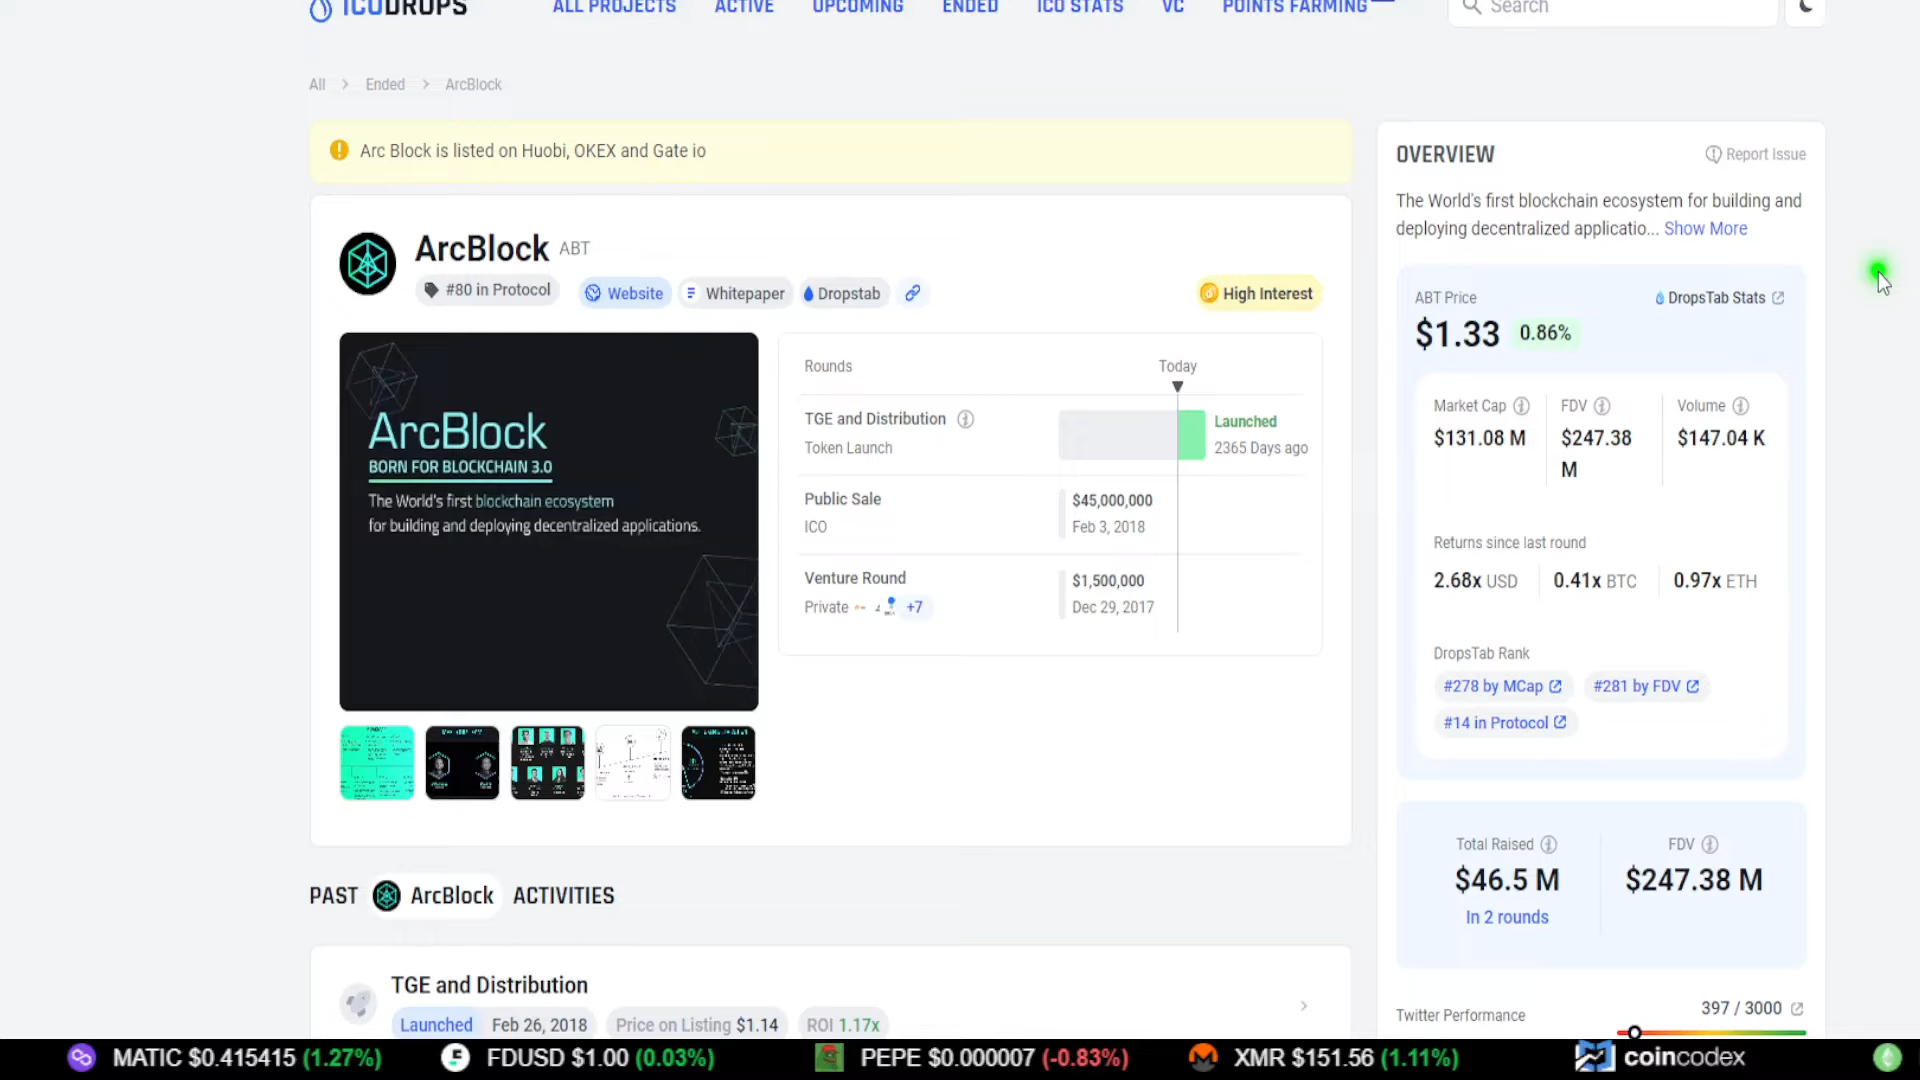 ICODROPS
ALL PROJECTS ACTIVE UPCOMING ENDED ICO STATS VC POINTS FARMING
Search
All > Ended > ArcBlock
Arc Block is listed on Huobi, OKEX and Gate io
ArcBlock ABT
#80 in Protocol Website Whitepaper Dropstab
High Interest
ArcBlock
BORN FOR BLOCKCHAIN 3.0
The World's first blockchain ecosystem
for building and deploying decentralized applications.
Rounds Today
TGE and Distribution
Token Launch
Launched
2365 Days ago
Public Sale
ICO
$45,000,000
Feb 3, 2018
Venture Round
Private +7
$1,500,000
Dec 29, 2017
PAST ArcBlock ACTIVITIES
TGE and Distribution
Launched Feb 26, 2018 Price on Listing $1.14 ROI 1.17x
OVERVIEW Report Issue
The World's first blockchain ecosystem for building and
deploying decentralized applicatio... Show More
ABT Price DropsTab Stats
$1.33 0.86%
Market Cap FDV Volume
$131.08 M $247.38 M $147.04 K
Returns since last round
2.68x USD 0.41x BTC 0.97x ETH
DropsTab Rank
#278 by MCap #281 by FDV
#14 in Protocol
Total Raised FDV
$46.5 M $247.38 M
In 2 rounds
Twitter Performance 397 / 3000
MATIC $0.415415 (1.27%) FDUSD $1.00 (0.03%) PEPE $0.000007 (-0.83%) XMR $151.56 (1.11%) coincodex